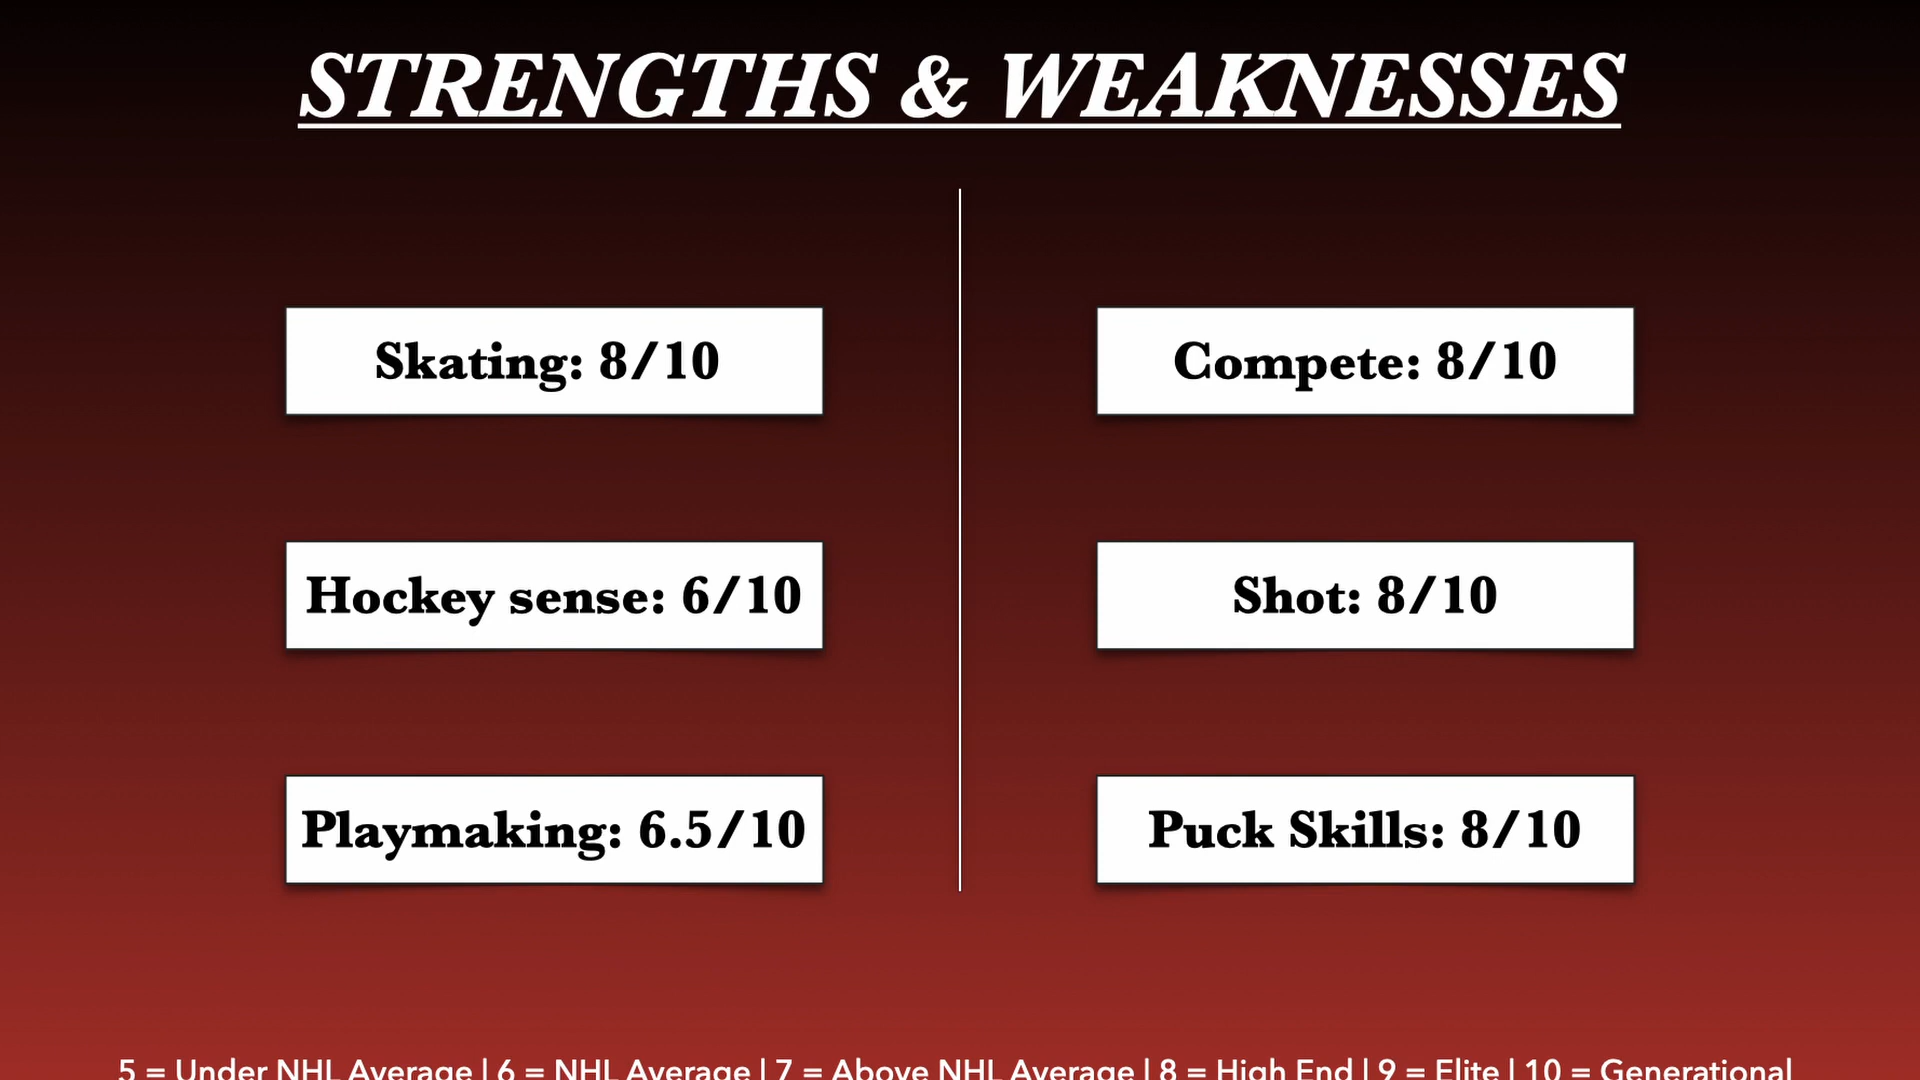 STRENGTHS & WEAKNESSES
Skating: 8/10
Compete: 8/10
Hockey sense: 6/10
Shot: 8/10
Playmaking: 6.5/10
Puck Skills: 8/10
5 = Under NHL Average | 6 = NHL Average | 7 = Above NHL Average | 8 = High End | 9 = Elite | 10 = Generational